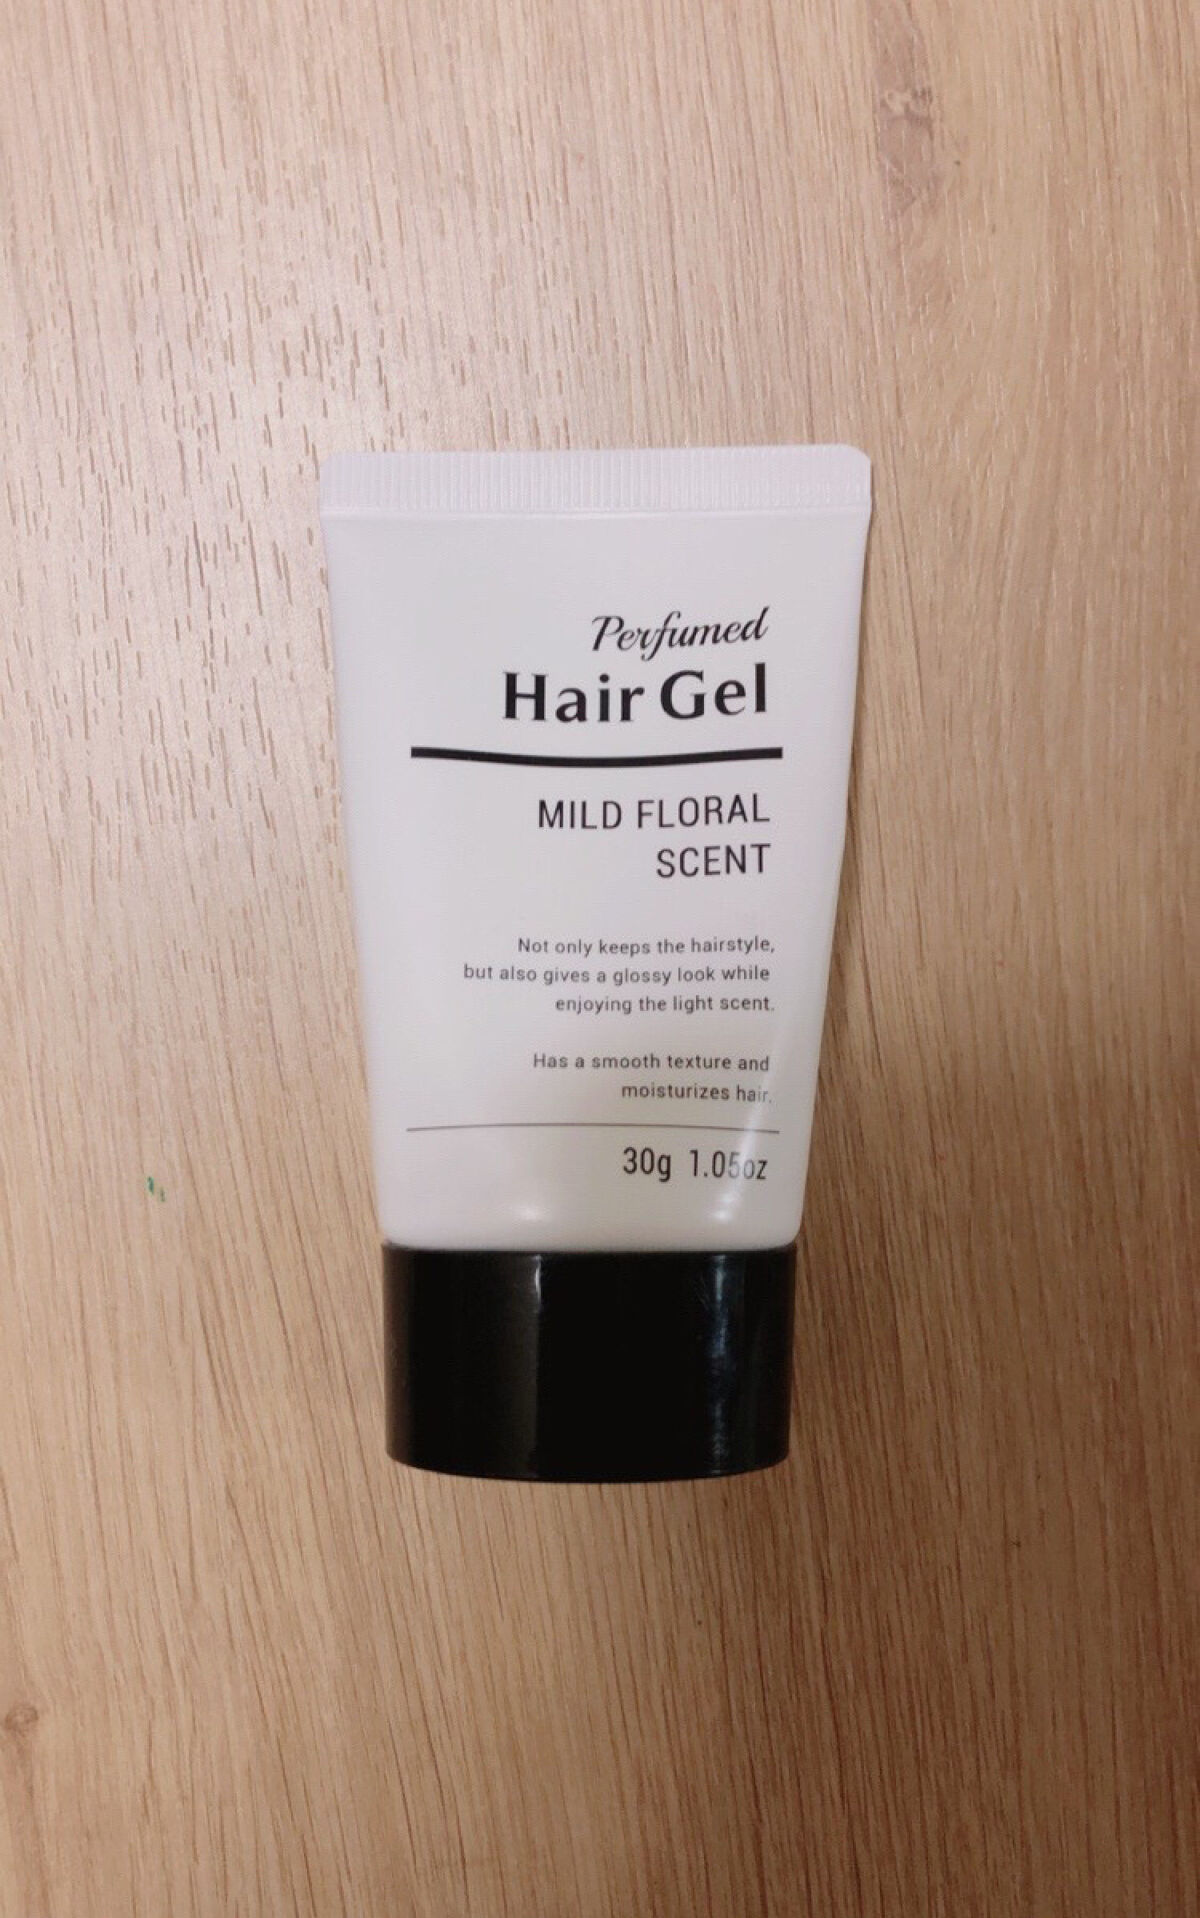 Perfumed
Hair Gel
MILD FLORAL
SCENT
Not only keeps the hairstyle,
but also gives a glossy look while
enjoying the light scent.
Has a smooth texture and
moisturizes hair.
30g 1.05oz